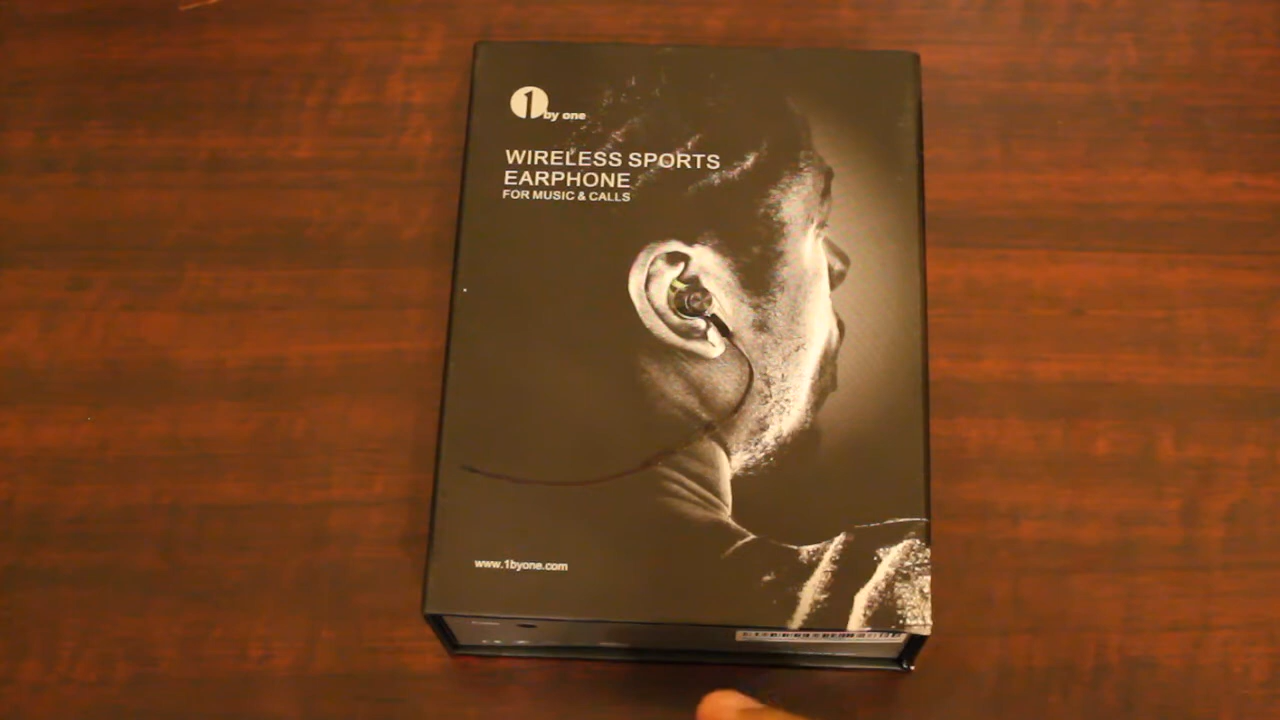 1 by one
WIRELESS SPORTS
EARPHONE
FOR MUSIC & CALLS
www.1byone.com